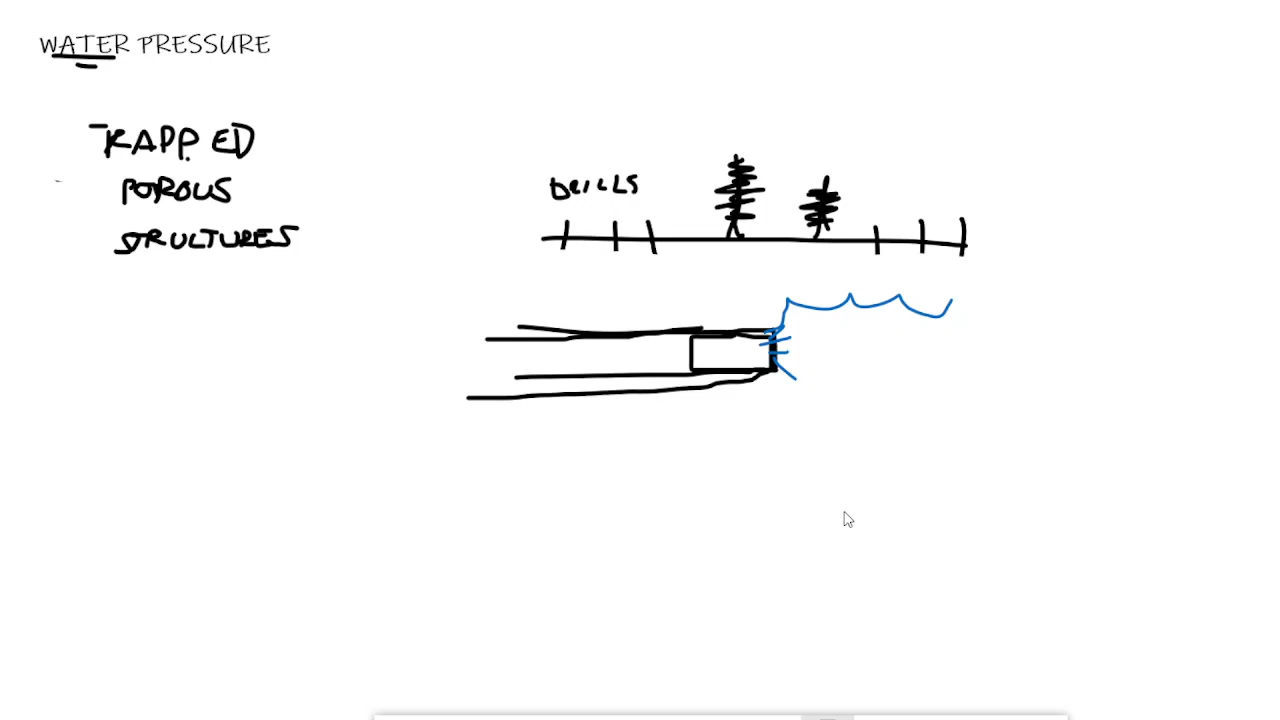 WATER PRESSURE
TRAPPED
POROUS
STRUCTURES
DRILLS